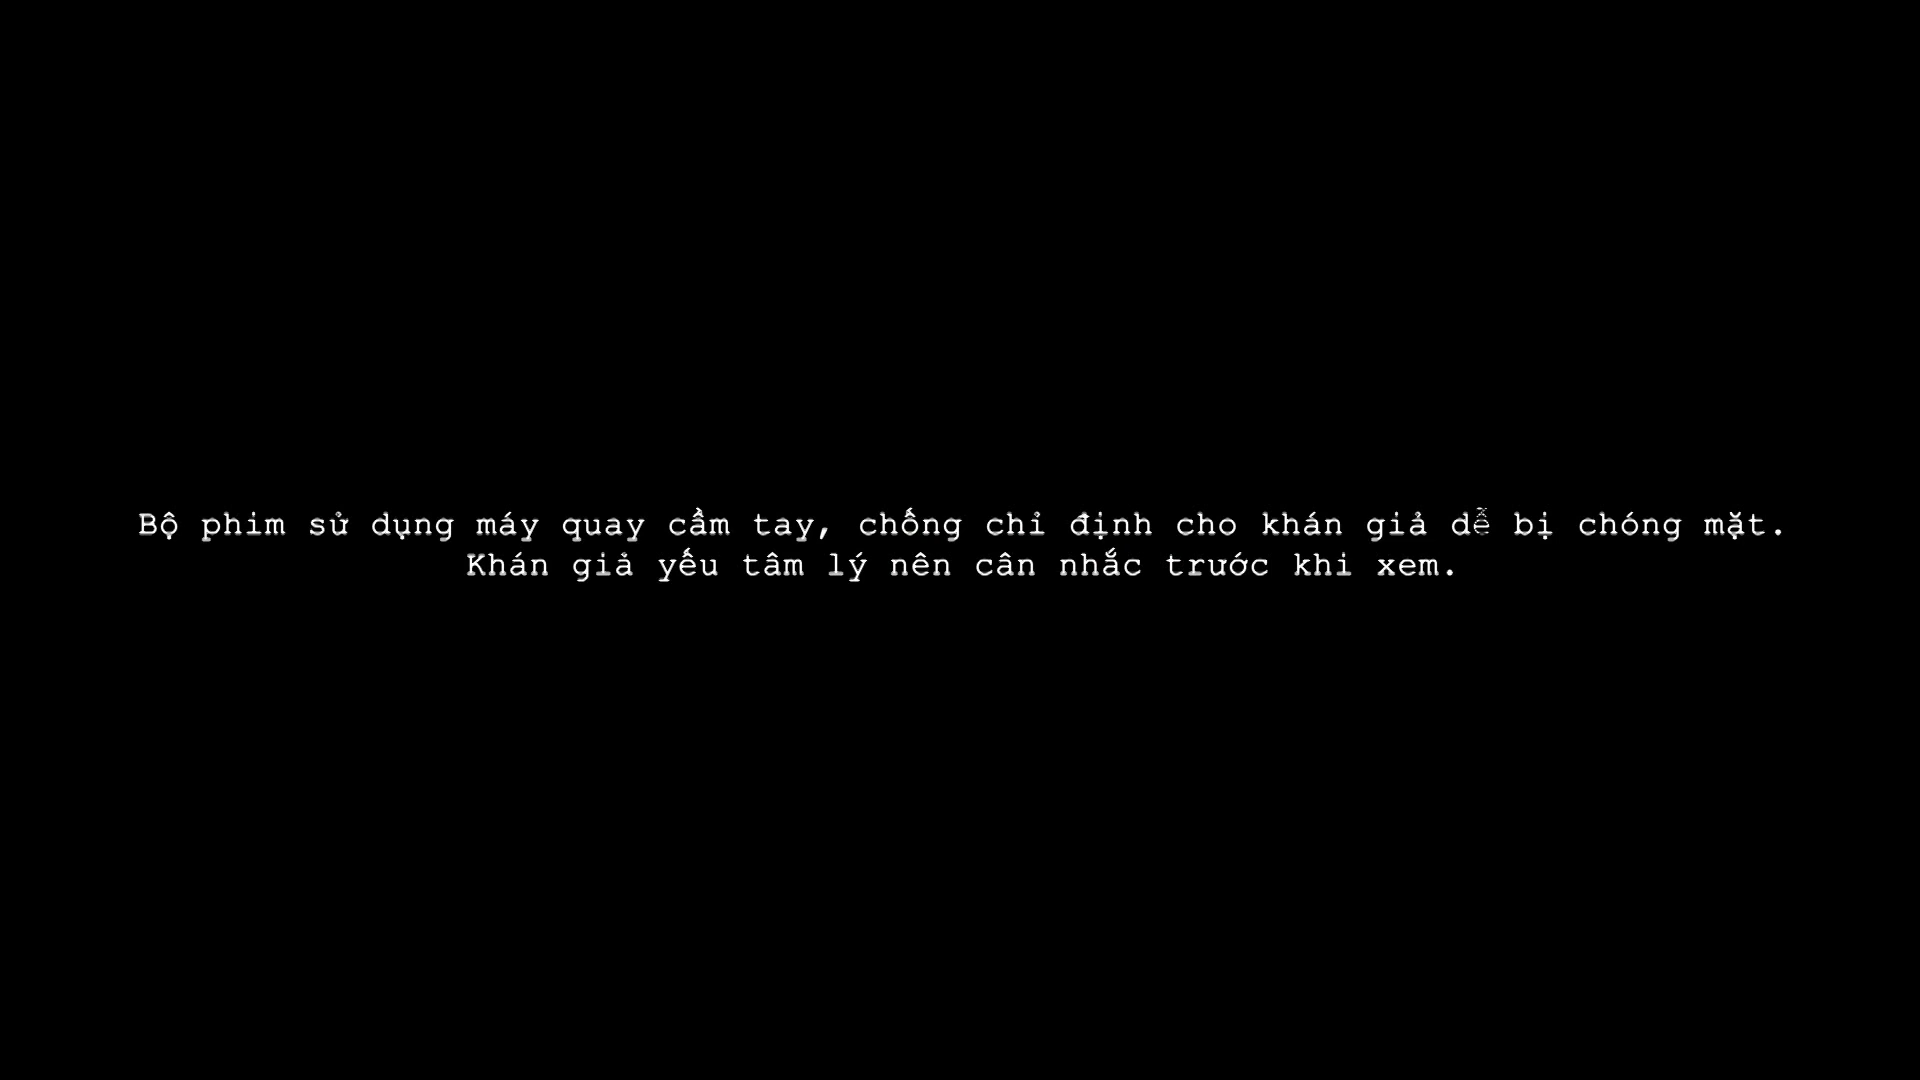 Bộ phim sử dụng máy quay cầm tay, chống chỉ định cho khán giả dễ bị chóng mặt.
Khán giả yếu tâm lý nên cân nhắc trước khi xem.